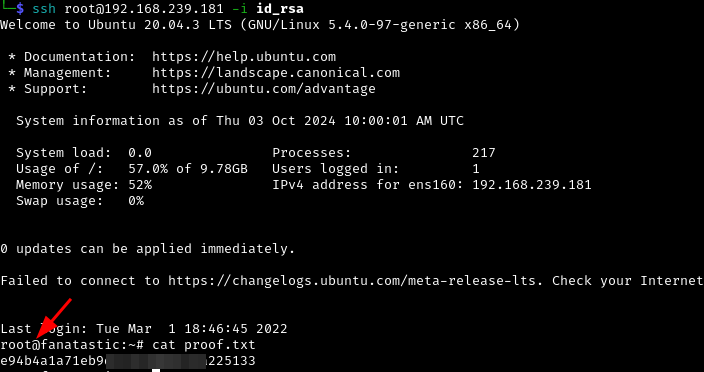 └─$ ssh root@192.168.239.181 -i id_rsa
Welcome to Ubuntu 20.04.3 LTS (GNU/Linux 5.4.0-97-generic x86_64)
* Documentation:  https://help.ubuntu.com
* Management:     https://landscape.canonical.com
* Support:        https://ubuntu.com/advantage
System information as of Thu 03 Oct 2024 10:00:01 AM UTC
System load:  0.0               Processes:               217
Usage of /:   57.0% of 9.78GB   Users logged in:         1
Memory usage: 52%               IPv4 address for ens160: 192.168.239.181
Swap usage:   0%
0 updates can be applied immediately.
Failed to connect to https://changelogs.ubuntu.com/meta-release-lts. Check your Internet
Last login: Tue Mar  1 18:46:45 2022
root@fanatastic:~# cat proof.txt
e94b4a1a71eb9 225133